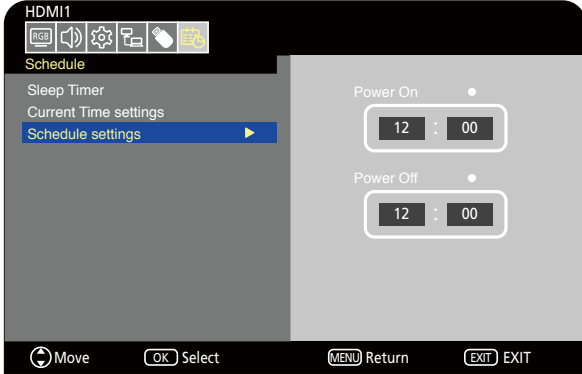 HDMI1
RGB
Schedule
Sleep Timer
Current Time settings
Schedule settings
Power On
12 : 00
Power Off
12 : 00
Move OK Select MENU Return EXIT EXIT